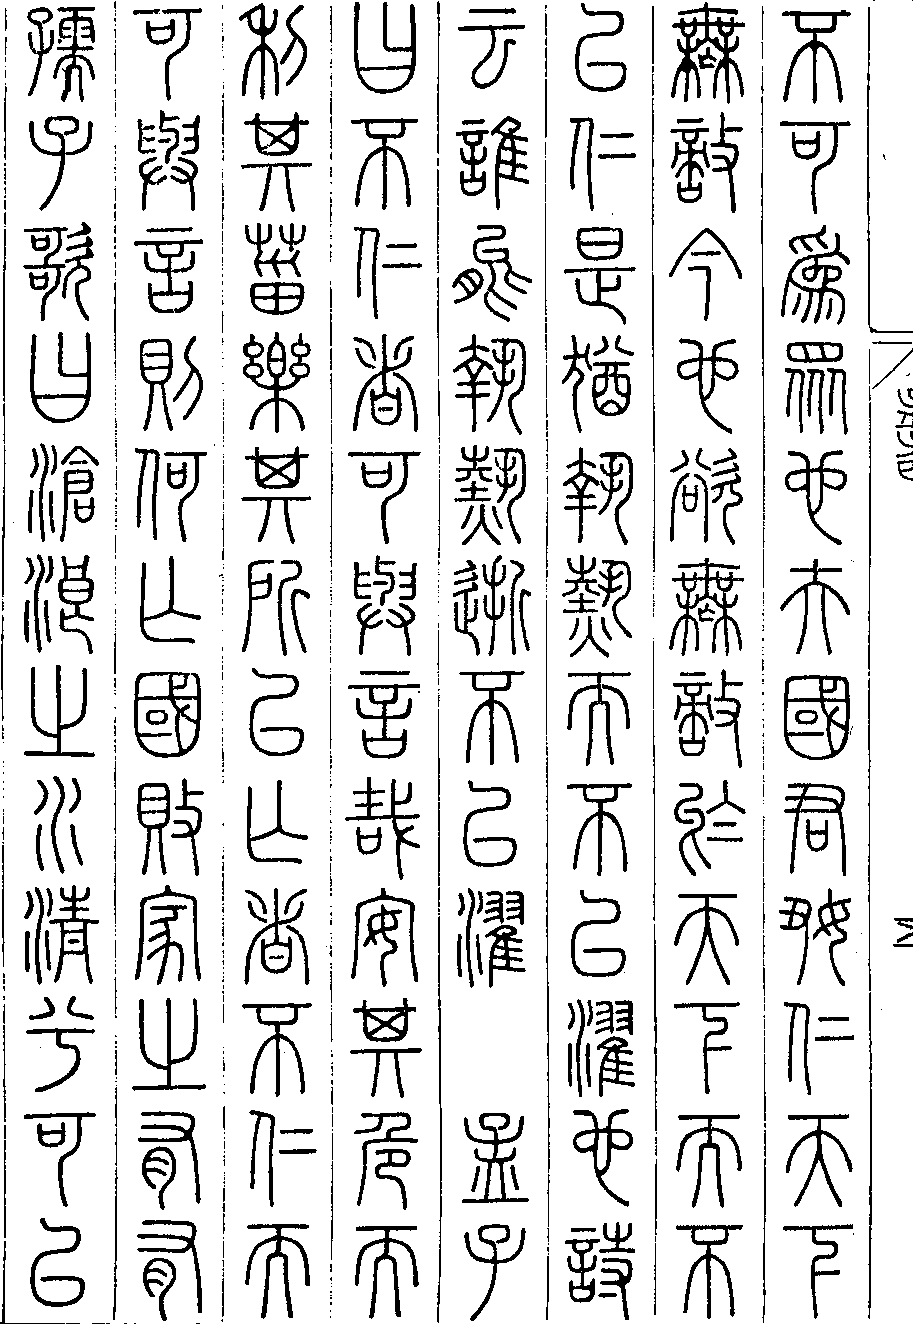 不可爲眾也夫國君好仁天下
無敵今也欲無敵於天下而不
以仁是猶執熱而不以濯也詩
云誰能執熱逝不以濯　孟子
曰不仁者可與言哉安其危而
利其菑樂其所以亡者不仁而
可與言則何亡國敗家之有有
孺子歌曰滄浪之水清兮可以